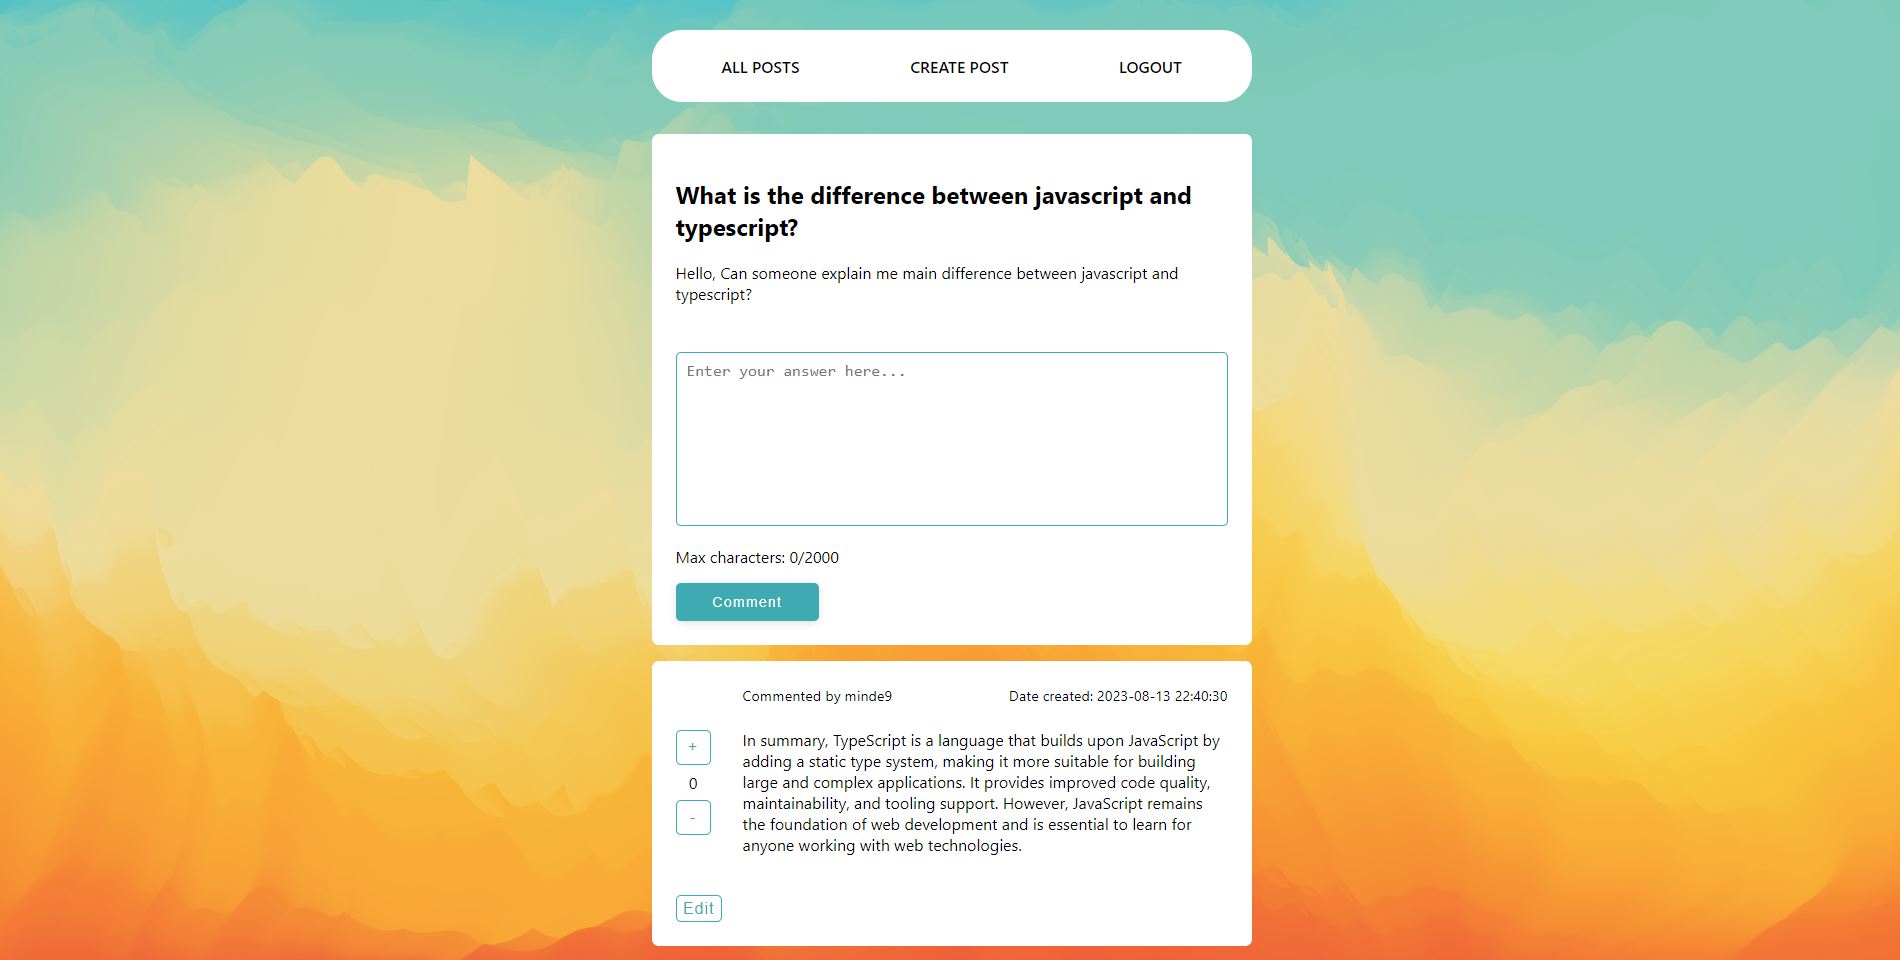 ALL POSTS CREATE POST LOGOUT
What is the difference between javascript and
typescript?
Hello, Can someone explain me main difference between javascript and
typescript?
Enter your answer here...
Max characters: 0/2000
Comment
Commented by minde9 Date created: 2023-08-13 22:40:30
+
0
-
In summary, TypeScript is a language that builds upon JavaScript by
adding a static type system, making it more suitable for building
large and complex applications. It provides improved code quality,
maintainability, and tooling support. However, JavaScript remains
the foundation of web development and is essential to learn for
anyone working with web technologies.
Edit